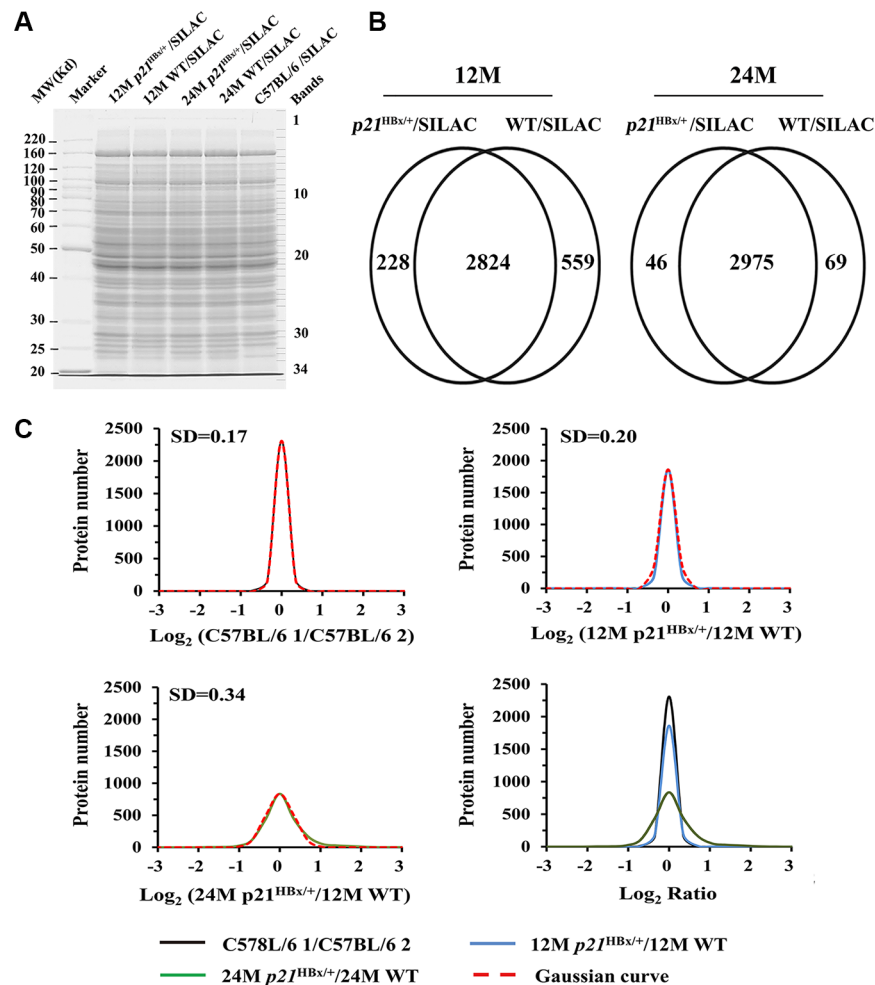 A
MW(Kd)
Marker
12M p21HBx/+/SILAC
12M WT/SILAC
24M p21HBx/+/SILAC
24M WT/SILAC
C57BL/6 /SILAC
Bands
220
160
120
100
90
80
70
60
50
40
30
25
20
1
10
20
30
34
B
12M
p21HBx/+/SILAC WT/SILAC
228 2824 559
24M
p21HBx/+/SILAC WT/SILAC
46 2975 69
C
SD=0.17
Protein number
2500
2000
1500
1000
500
0
-3 -2 -1 0 1 2 3
Log2 (C57BL/6 1/C57BL/6 2)
SD=0.20
Protein number
2500
2000
1500
1000
500
0
-3 -2 -1 0 1 2 3
Log2 (12M p21HBx/+/12M WT)
SD=0.34
Protein number
2500
2000
1500
1000
500
0
-3 -2 -1 0 1 2 3
Log2 (24M p21HBx/+/12M WT)
Protein number
2500
2000
1500
1000
500
0
-3 -2 -1 0 1 2 3
Log2 Ratio
C578L/6 1/C57BL/6 2
12M p21HBx/+/12M WT
24M p21HBx/+/24M WT
Gaussian curve